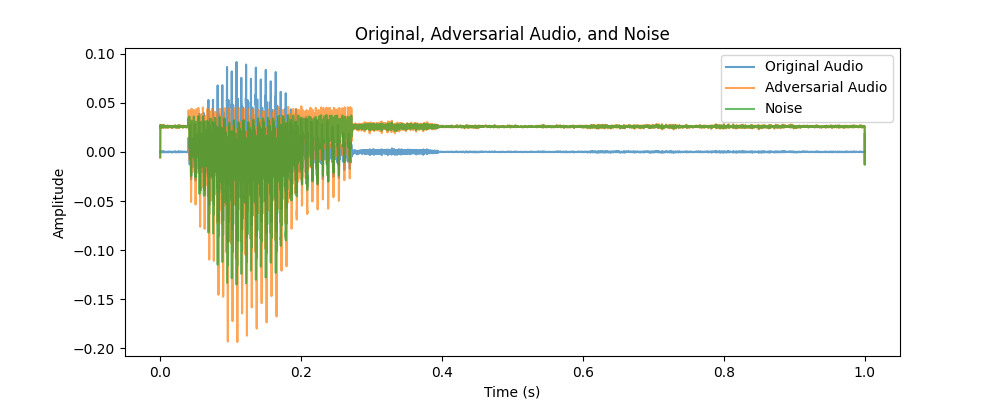 Original, Adversarial Audio, and Noise
Original Audio
Adversarial Audio
Noise
Amplitude
0.10
0.05
0.00
−0.05
−0.10
−0.15
−0.20
0.0
0.2
0.4
0.6
0.8
1.0
Time (s)